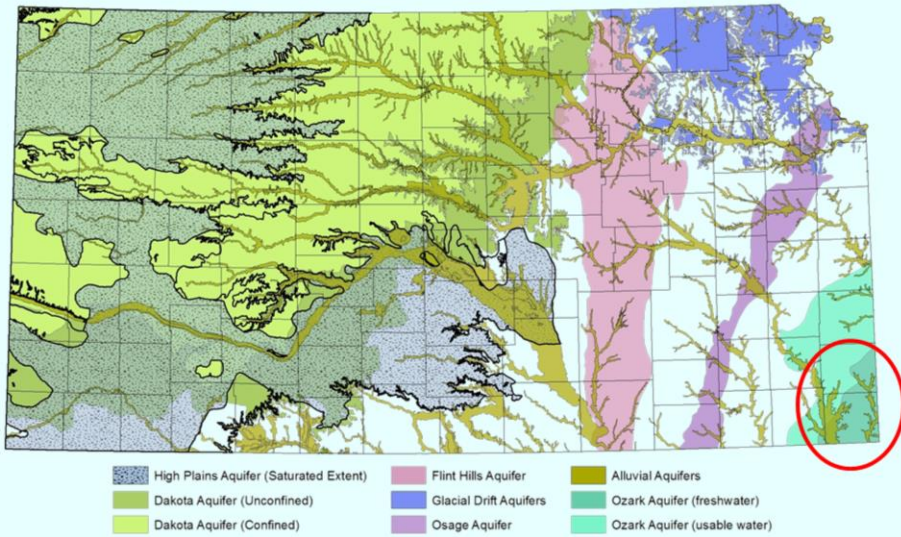 High Plains Aquifer (Saturated Extent)
Dakota Aquifer (Unconfined)
Dakota Aquifer (Confined)
Flint Hills Aquifer
Glacial Drift Aquifers
Osage Aquifer
Alluvial Aquifers
Ozark Aquifer (freshwater)
Ozark Aquifer (usable water)